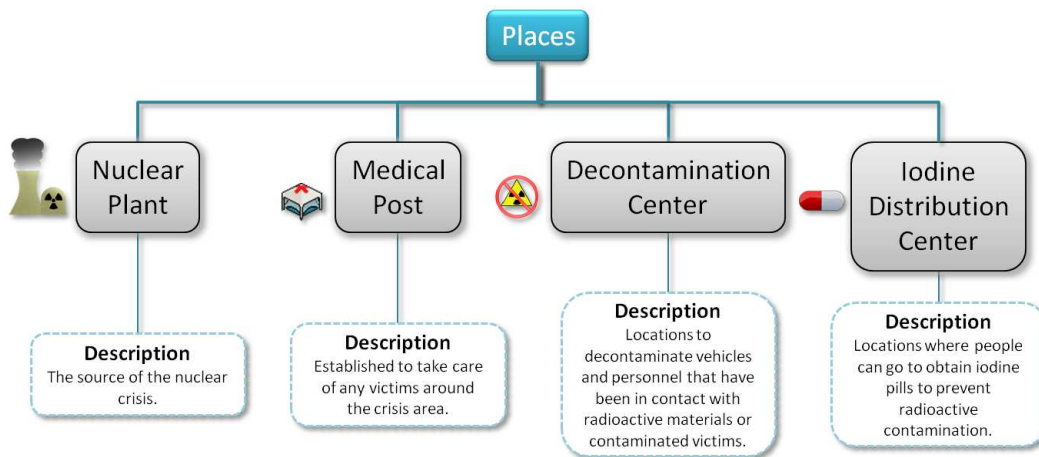 Places
Nuclear
Plant
Medical
Post
Decontamination
Center
Iodine
Distribution
Center
Description
The source of the nuclear
crisis.
Description
Established to take care
of any victims around
the crisis area.
Description
Locations to
decontaminate vehicles
and personnel that have
been in contact with
radioactive materials or
contaminated victims.
Description
Locations where people
can go to obtain iodine
pills to prevent
radioactive
contamination.